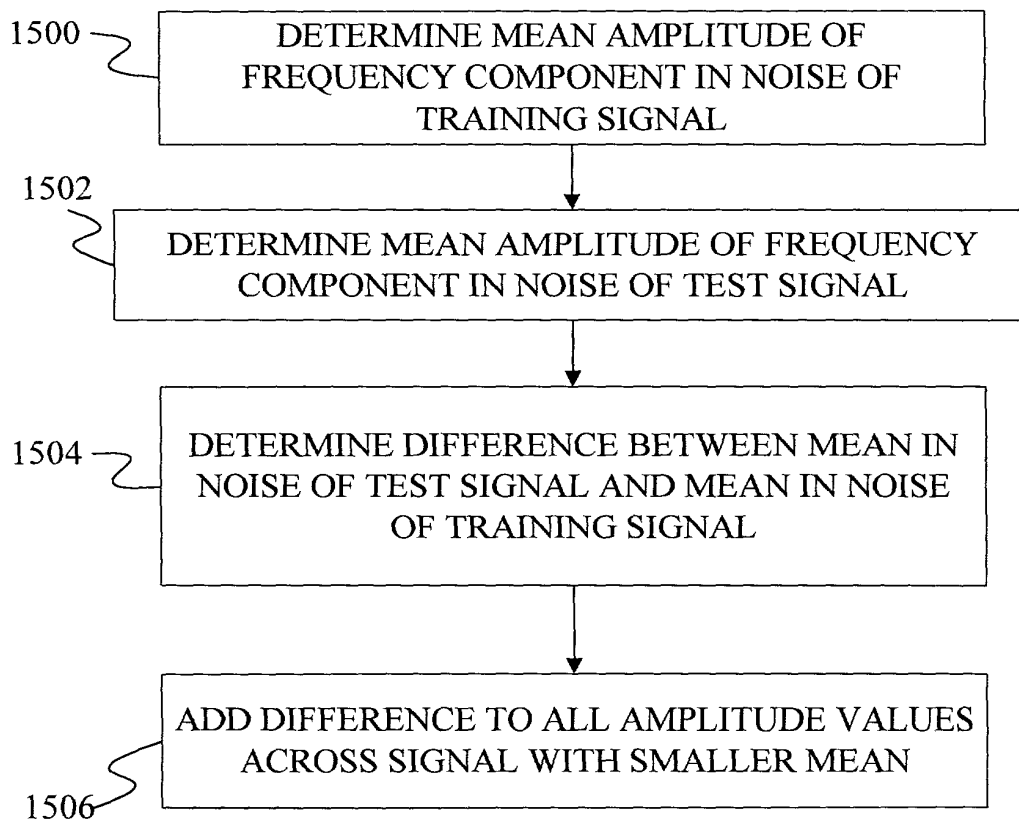 1500
DETERMINE MEAN AMPLITUDE OF
FREQUENCY COMPONENT IN NOISE OF
TRAINING SIGNAL
1502
DETERMINE MEAN AMPLITUDE OF FREQUENCY
COMPONENT IN NOISE OF TEST SIGNAL
1504
DETERMINE DIFFERENCE BETWEEN MEAN IN
NOISE OF TEST SIGNAL AND MEAN IN NOISE
OF TRAINING SIGNAL
ADD DIFFERENCE TO ALL AMPLITUDE VALUES
ACROSS SIGNAL WITH SMALLER MEAN
1506